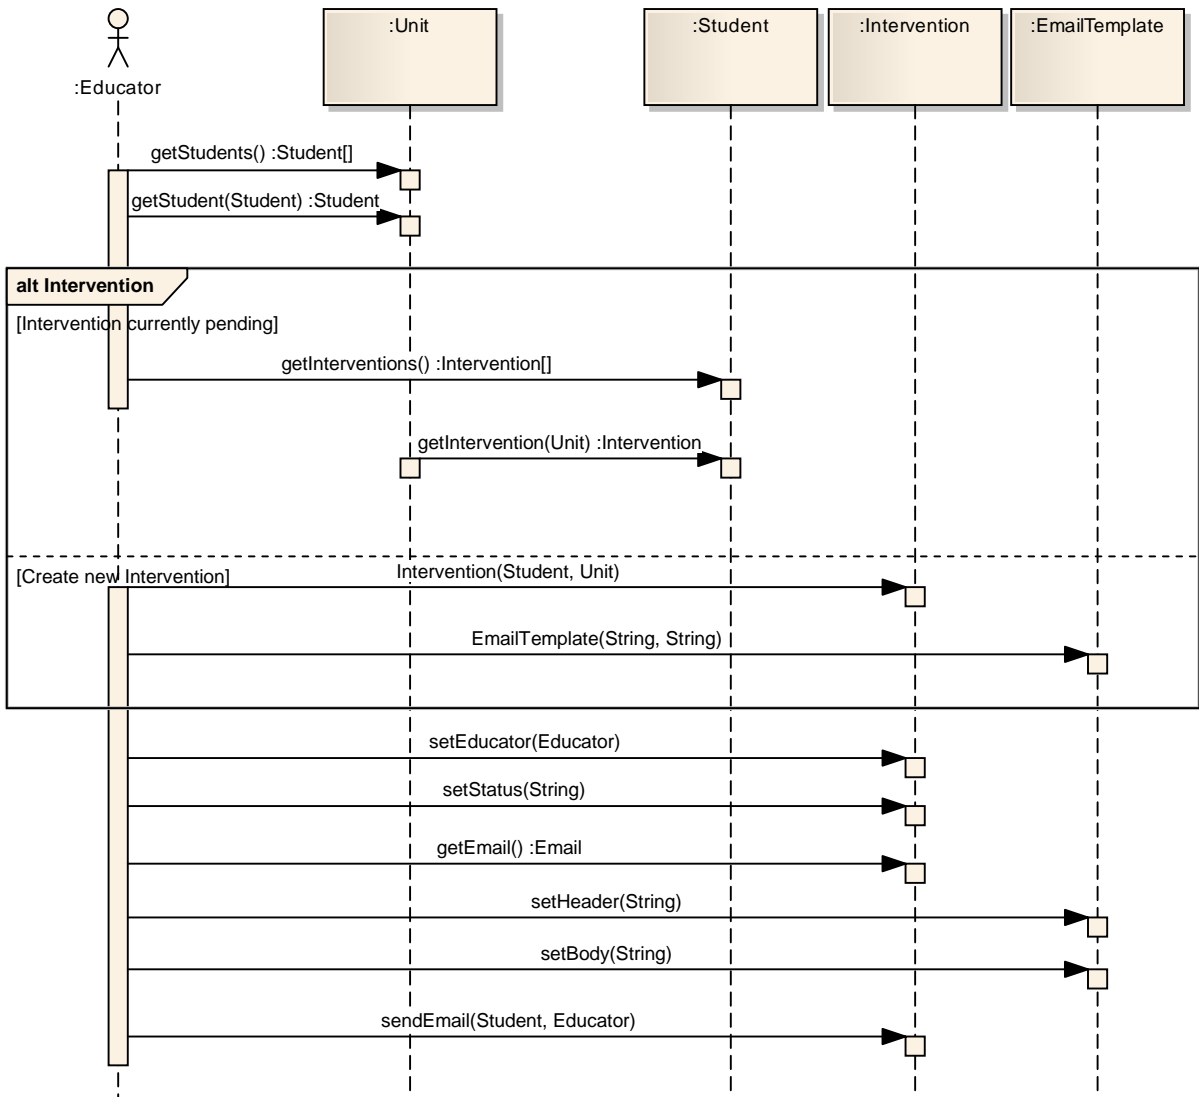 :Educator
:Unit
:Student
:Intervention
:EmailTemplate
getStudents() :Student[]
getStudent(Student) :Student
alt Intervention
[Intervention currently pending]
getInterventions() :Intervention[]
getIntervention(Unit) :Intervention
[Create new Intervention]
Intervention(Student, Unit)
EmailTemplate(String, String)
setEducator(Educator)
setStatus(String)
getEmail() :Email
setHeader(String)
setBody(String)
sendEmail(Student, Educator)